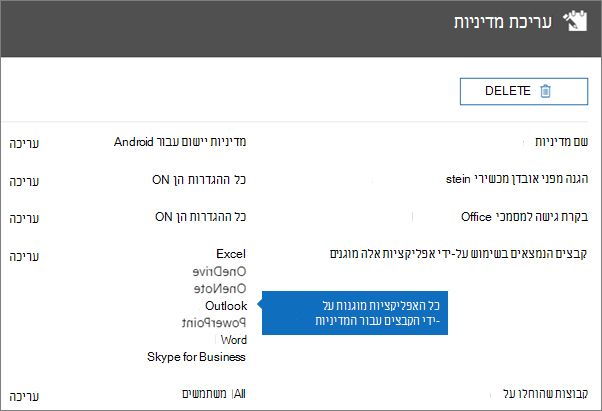 עריכת מדיניות
DELETE
שם מדיניות מדיניות יישום עבור Android עריכה
הגנה מפני אובדן מכשירי stein כל ההגדרות הן ON עריכה
בקרת גישה למסמכי Office כל ההגדרות הן ON עריכה
קבצים הנמצאים בשימוש על-ידי אפליקציות אלה מוגנים Excel עריכה
OneDrive
OneNote
Outlook
PowerPoint
Word
Skype for Business
כל האפליקציות מוגנות על
-ידי הקבצים עבור המדיניות
קבוצות שהוחלו על All משתמשים עריכה